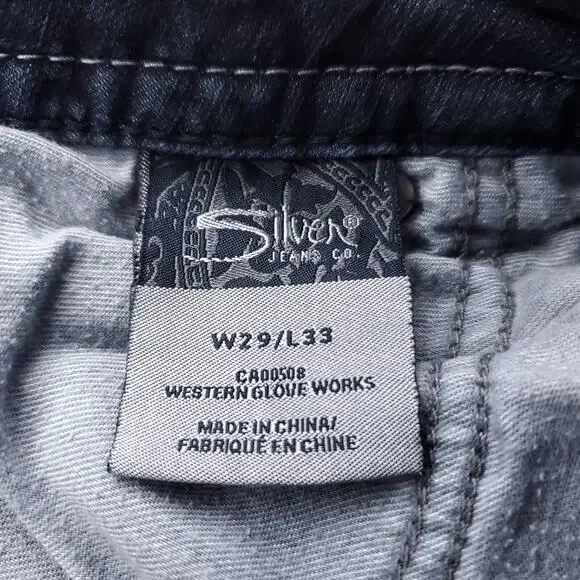 Silver®
JEANS CO.
W29/L33
CA00508
WESTERN GLOVE WORKS
MADE IN CHINA/
FABRIQUÉ EN CHINE